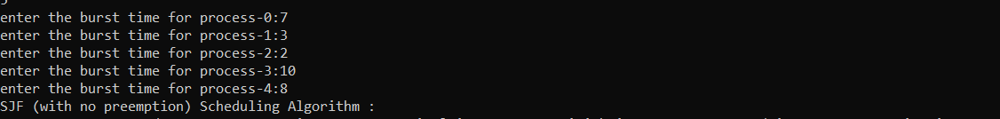 enter the burst time for process-0:7
enter the burst time for process-1:3
enter the burst time for process-2:2
enter the burst time for process-3:10
enter the burst time for process-4:8
SJF (with no preemption) Scheduling Algorithm :